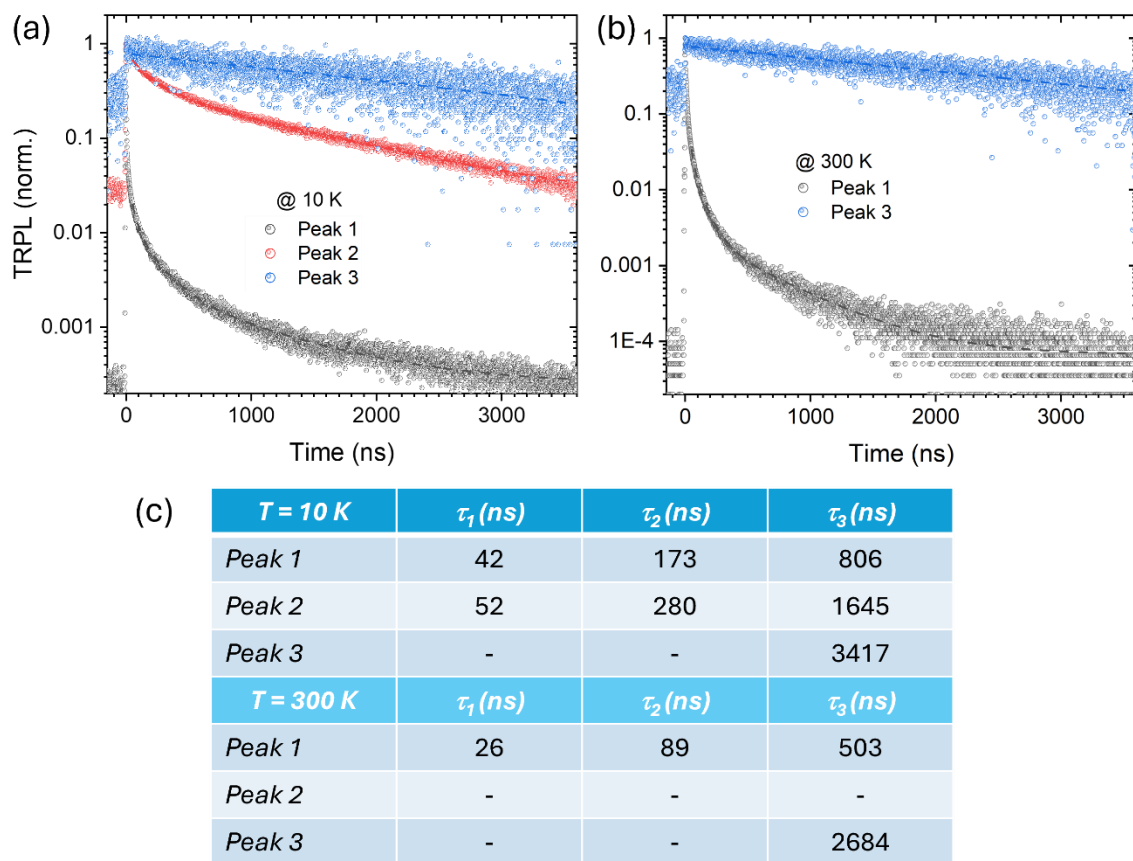 (a)
1
0.1
0.01
0.001
TRPL (norm.)
@ 10 K
Peak 1
Peak 2
Peak 3
0 1000 2000 3000
Time (ns)
(b)
1
0.1
0.01
0.001
1E-4
@ 300 K
Peak 1
Peak 3
0 1000 2000 3000
Time (ns)
(c)
T = 10 K τ1 (ns) τ2 (ns) τ3 (ns)
Peak 1 42 173 806
Peak 2 52 280 1645
Peak 3 - - 3417
T = 300 K τ1 (ns) τ2 (ns) τ3 (ns)
Peak 1 26 89 503
Peak 2 - - -
Peak 3 - - 2684